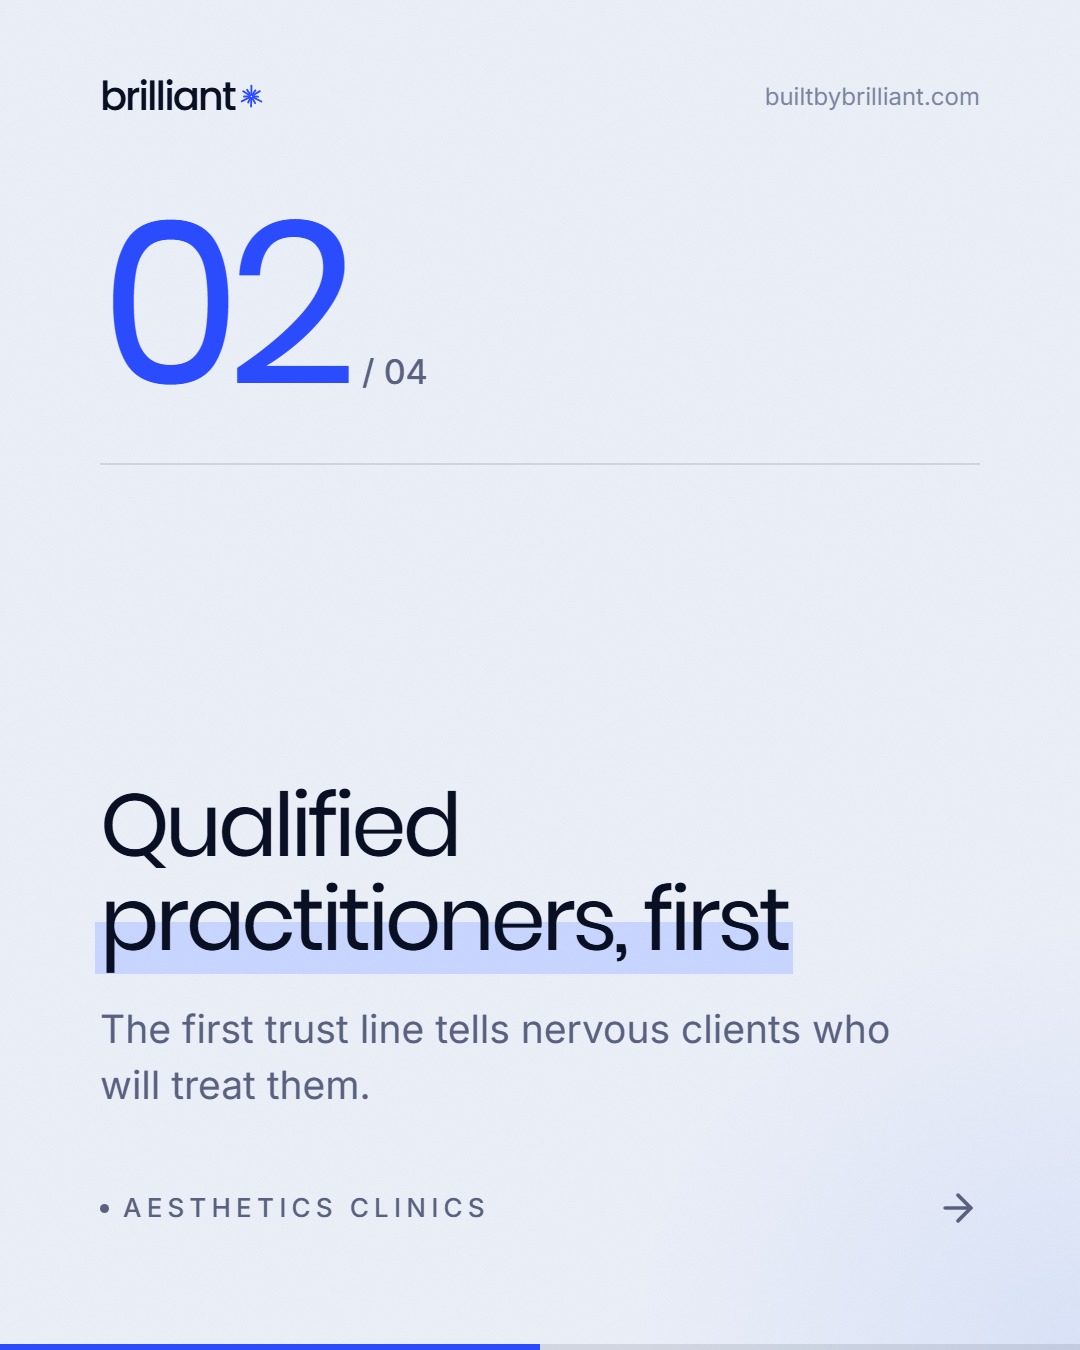 brilliant
builtbybrilliant.com
02 / 04
Qualified
practitioners, first
The first trust line tells nervous clients who
will treat them.
• AESTHETICS CLINICS